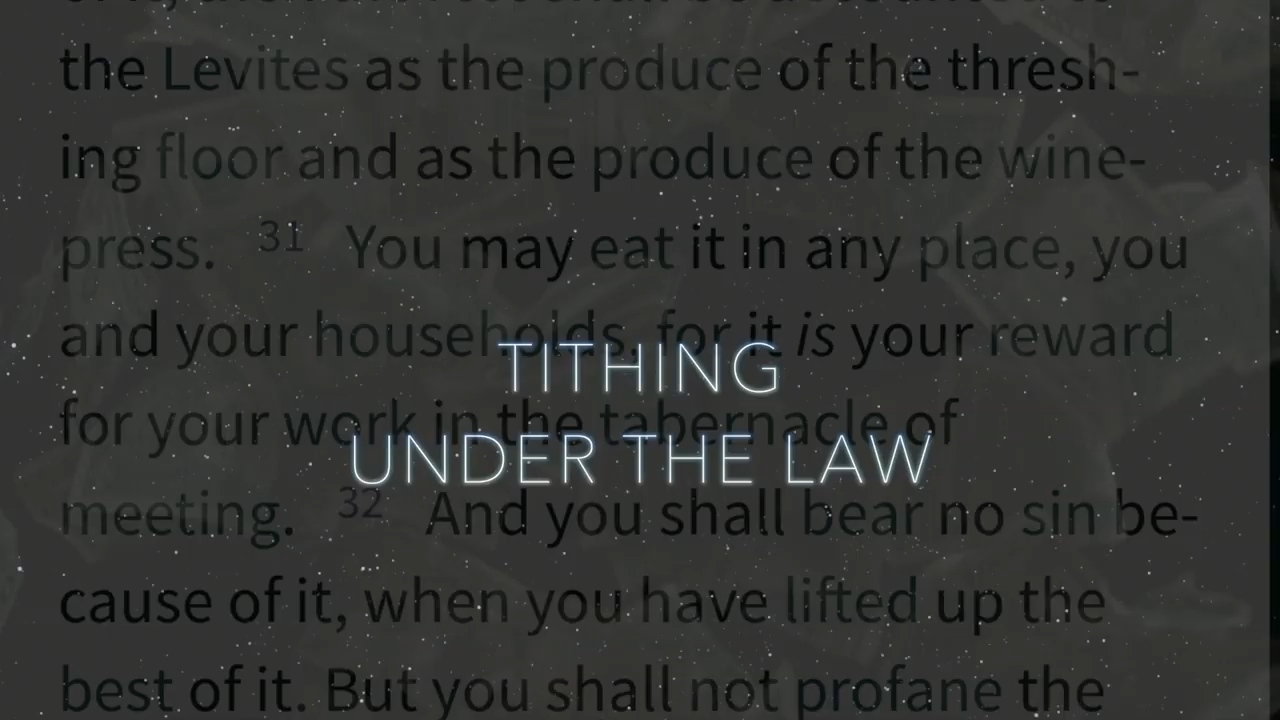 the Levites as the produce of the thresh-
ing floor and as the produce of the wine-
press. 31 You may eat it in any place, you
and your households, for it is your reward
TITHING
for your work in the tabernacle of
UNDER THE LAW
meeting. 32 And you shall bear no sin be-
cause of it, when you have lifted up the
best of it. But you shall not profane the